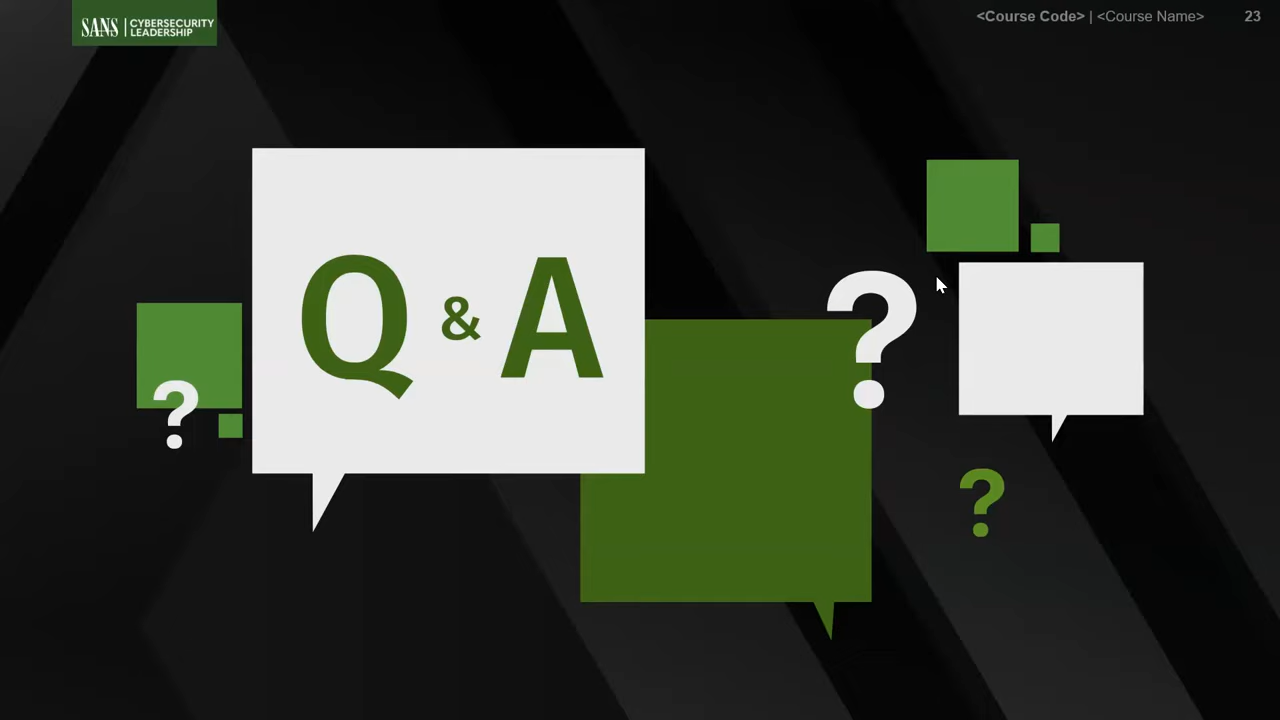 SANS | CYBERSECURITY
LEADERSHIP
<Course Code> | <Course Name> 23
Q & A
?
?
?